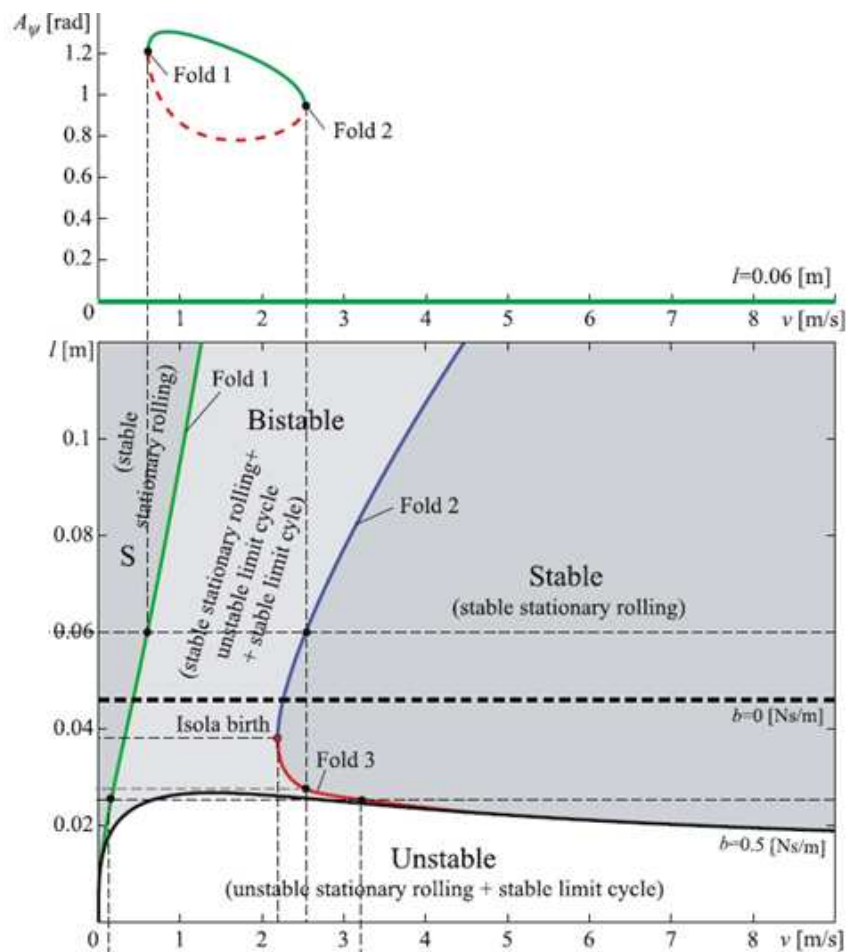 A_ψ [rad]
1.2
1
0.8
0.6
0.4
0.2
0
Fold 1
Fold 2
l=0.06 [m]
1 2 3 4 5 6 7 8 v [m/s]
l [m]
0.1
0.08
0.06
0.04
0.02
(stable
stationary rolling)
S
Fold 1
Bistable
(stable stationary rolling+
unstable limit cycle
+ stable limit cyle)
Fold 2
Stable
(stable stationary rolling)
b=0 [Ns/m]
Isola birth
Fold 3
b=0.5 [Ns/m]
Unstable
(unstable stationary rolling + stable limit cycle)
0 1 2 3 4 5 6 7 8 v [m/s]